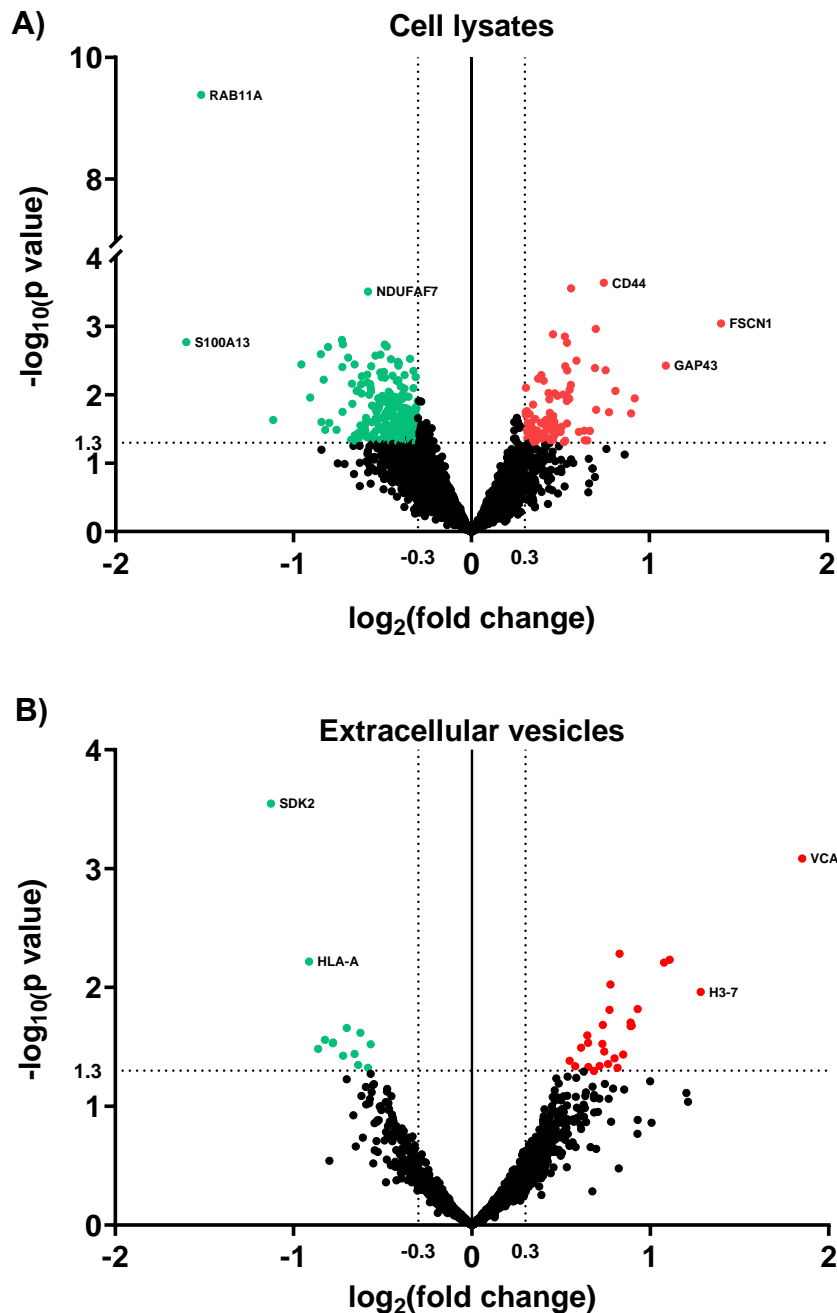 A)
Cell lysates
10
RAB11A
8
4
NDUFAF7
CD44
3
S100A13
FSCN1
GAP43
2
1.3
1
0
-2
-1
-0.3
0
0.3
1
2
-log10(p value)
log2(fold change)
B)
Extracellular vesicles
4
SDK2
3
VCA
HLA-A
2
H3-7
1.3
1
0
-2
-1
-0.3
0
0.3
1
2
-log10(p value)
log2(fold change)